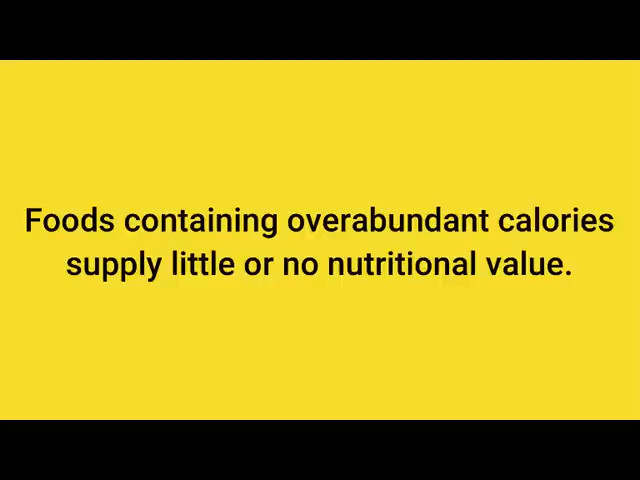 Foods containing overabundant calories
supply little or no nutritional value.